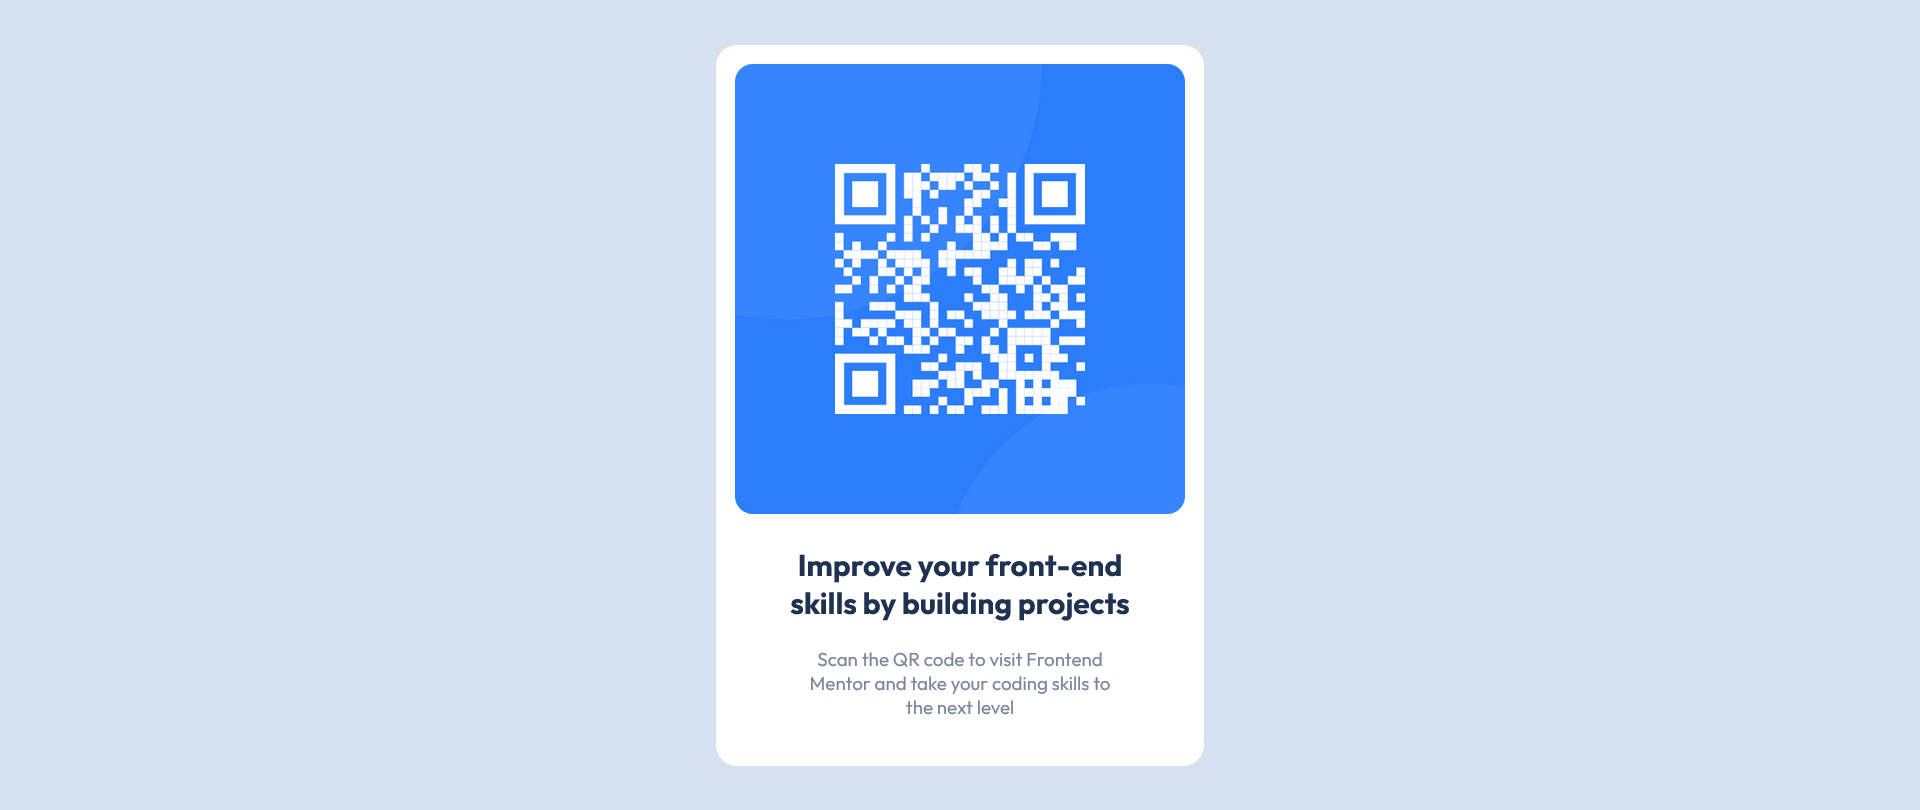 Improve your front-end
skills by building projects
Scan the QR code to visit Frontend
Mentor and take your coding skills to
the next level